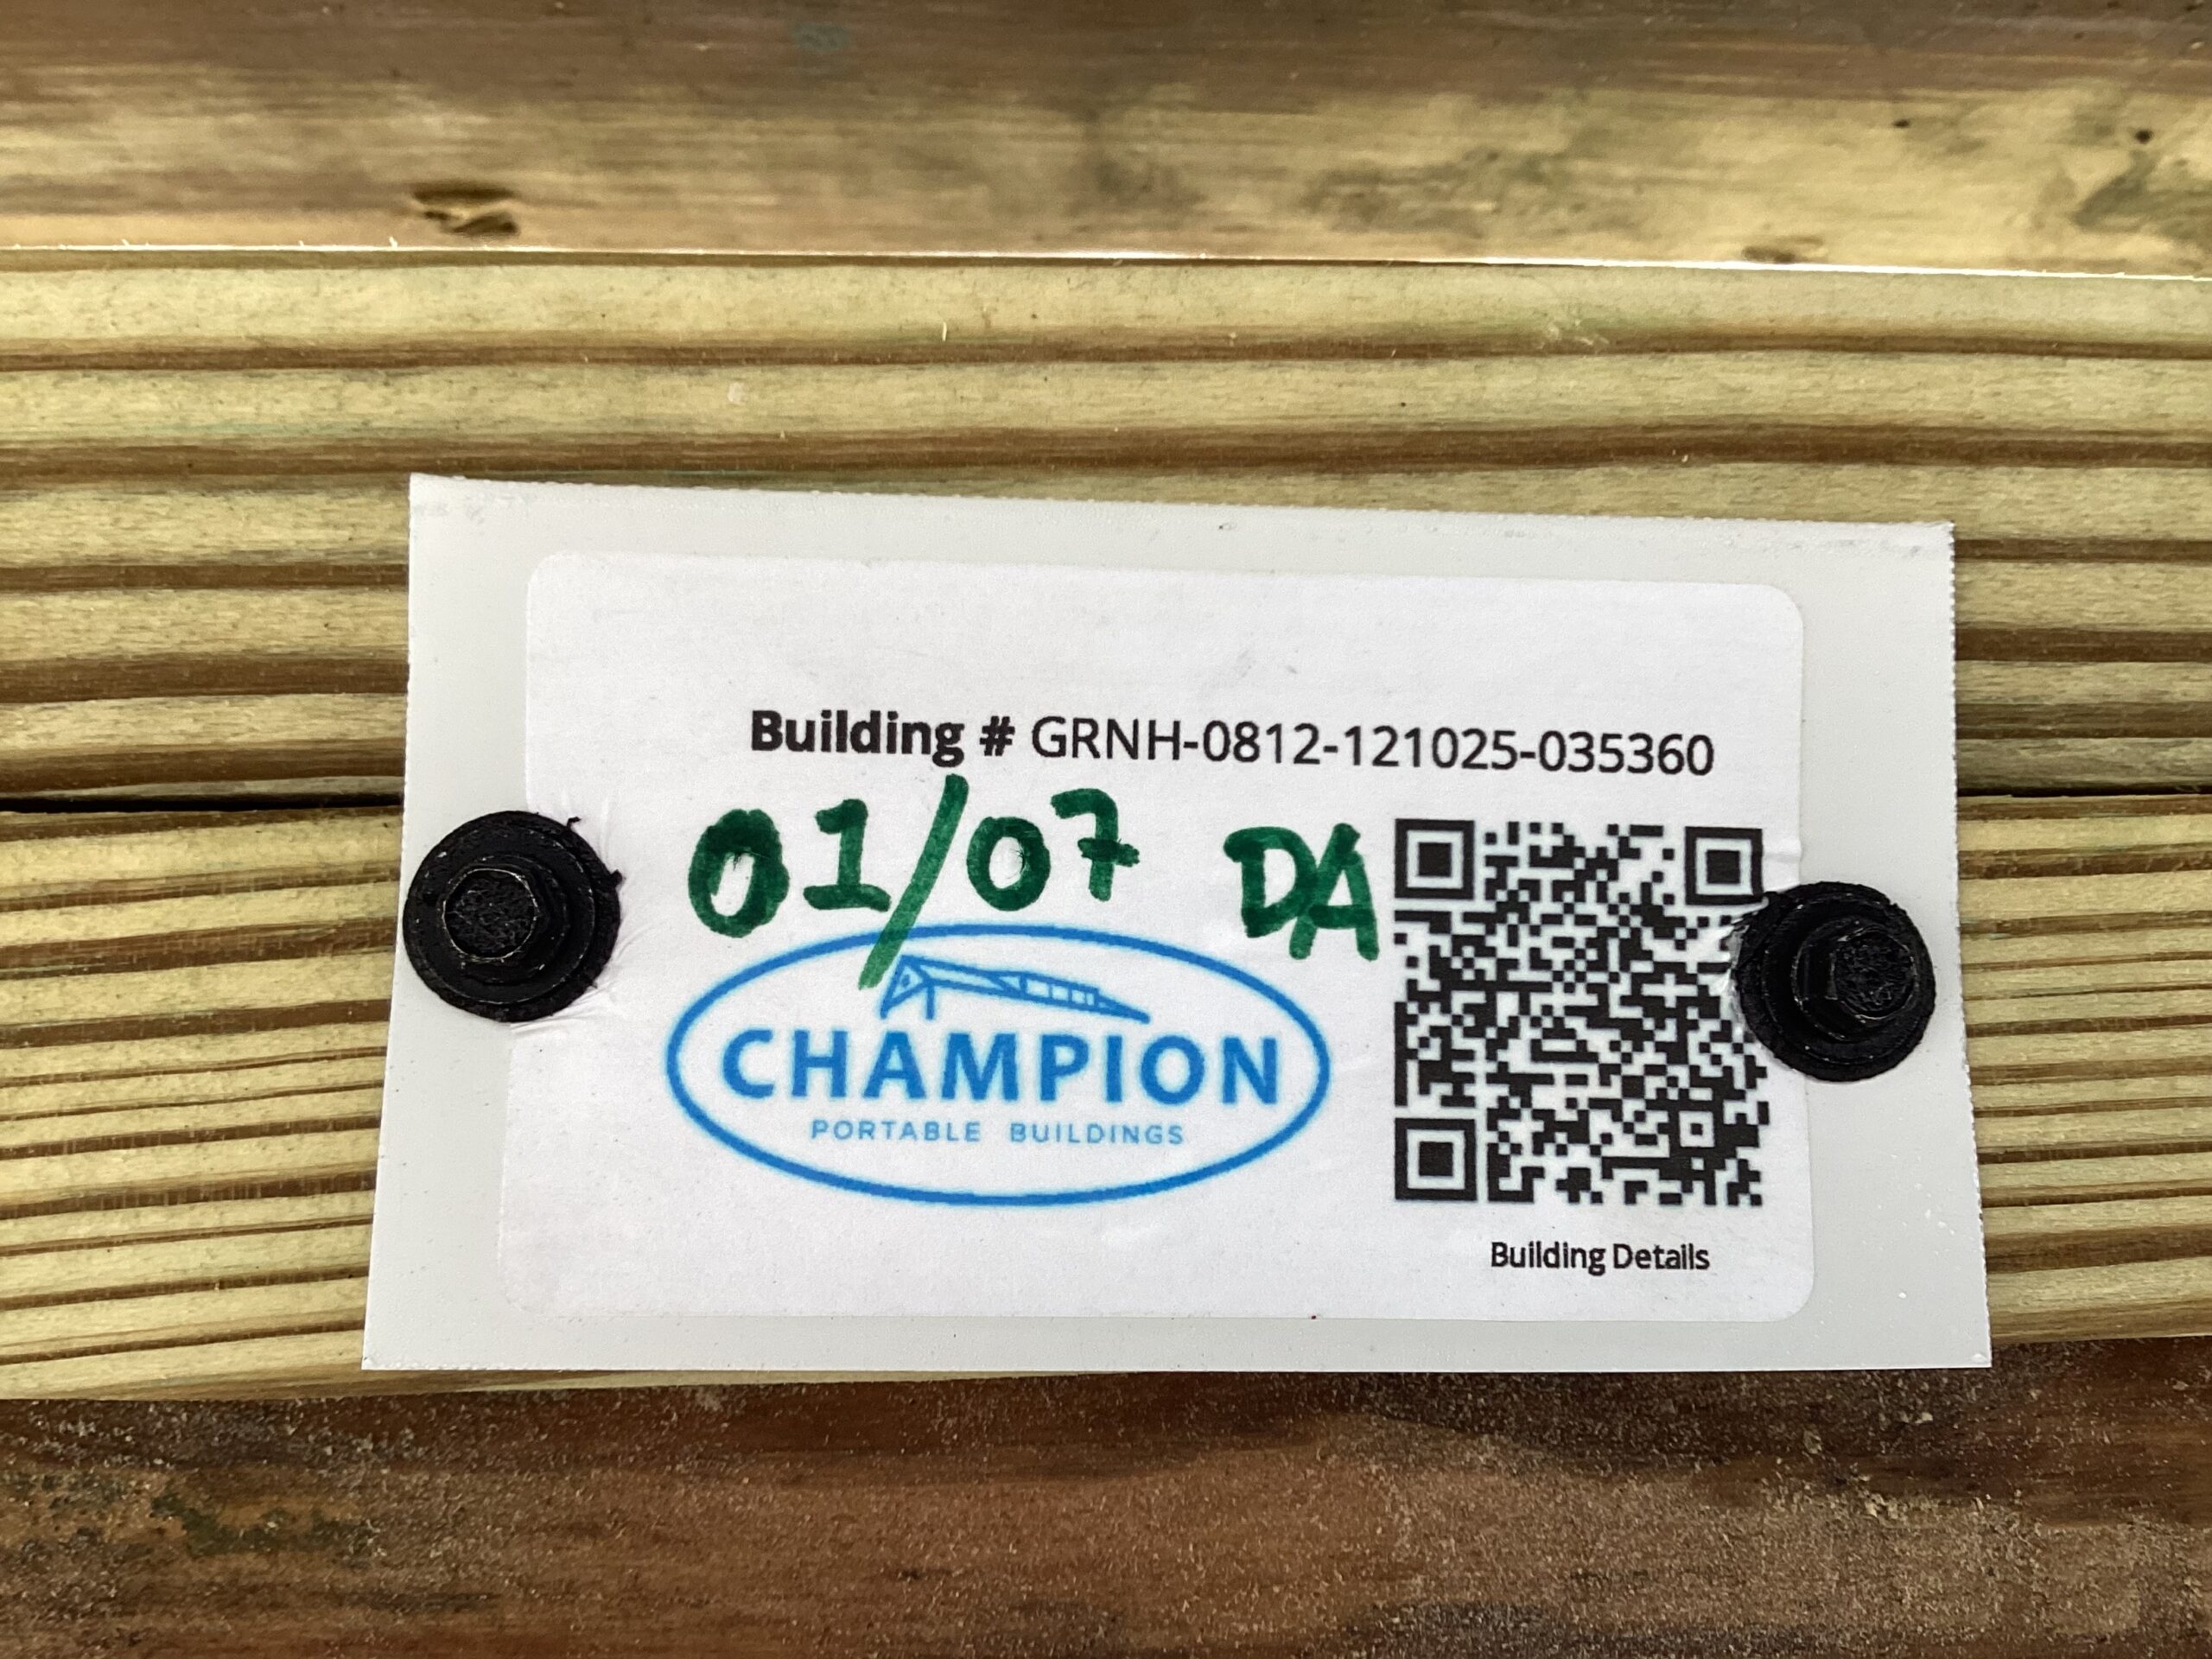 Building # GRNH-0812-121025-035360
01/07 DA
CHAMPION
PORTABLE BUILDINGS
Building Details